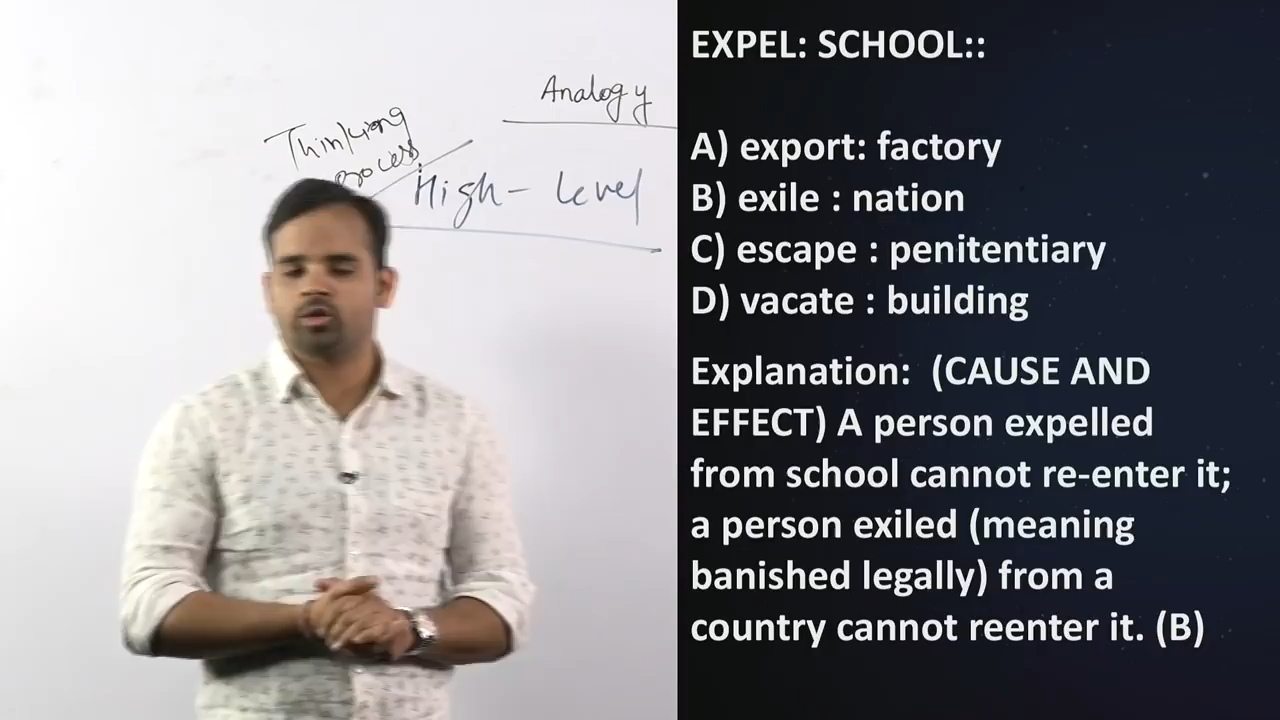 Analogy
Thinking
process
High-level
EXPEL: SCHOOL::
A) export: factory
B) exile : nation
C) escape : penitentiary
D) vacate : building
Explanation: (CAUSE AND
EFFECT) A person expelled
from school cannot re-enter it;
a person exiled (meaning
banished legally) from a
country cannot reenter it. (B)